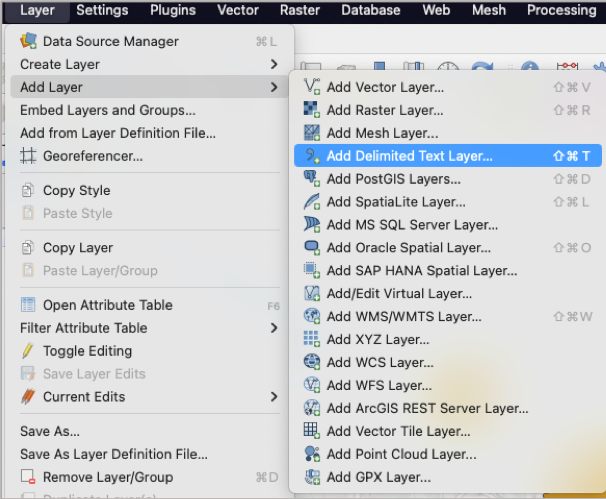 Layer Settings Plugins Vector Raster Database Web Mesh Processing
Data Source Manager ⌘ L
Create Layer
Add Layer
Embed Layers and Groups...
Add from Layer Definition File...
Georeferencer...
Copy Style
Paste Style
Copy Layer
Paste Layer/Group
Open Attribute Table F6
Filter Attribute Table
Toggle Editing
Save Layer Edits
Current Edits
Save As...
Save As Layer Definition File...
Remove Layer/Group ⌘D
Duplicate Layer(s)
Add Vector Layer... ⇧⌘V
Add Raster Layer... ⇧⌘R
Add Mesh Layer...
Add Delimited Text Layer... ⇧⌘T
Add PostGIS Layers... ⇧⌘D
Add SpatiaLite Layer... ⇧⌘L
Add MS SQL Server Layer...
Add Oracle Spatial Layer... ⇧⌘O
Add SAP HANA Spatial Layer...
Add/Edit Virtual Layer...
Add WMS/WMTS Layer... ⇧⌘W
Add XYZ Layer...
Add WCS Layer...
Add WFS Layer...
Add ArcGIS REST Server Layer...
Add Vector Tile Layer...
Add Point Cloud Layer...
Add GPX Layer...